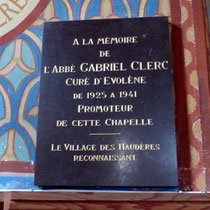 A LA MÉMOIRE
DE
L'ABBÉ GABRIEL CLERC
CURÉ D'EVOLÈNE
DE 1925 A 1941
PROMOTEUR
DE CETTE CHAPELLE
LE VILLAGE DES HAUDÈRES
RECONNAISSANT